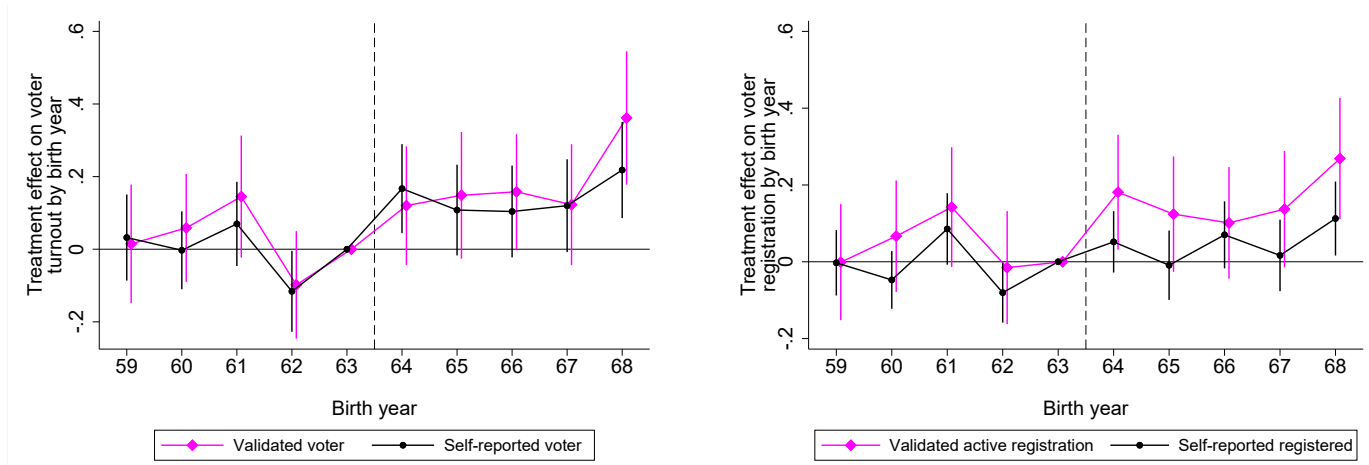 Treatment effect on voter
turnout by birth year
.6
.4
.2
0
-.2
59 60 61 62 63 64 65 66 67 68
Birth year
Validated voter Self-reported voter
Treatment effect on voter
registration by birth year
.6
.4
.2
0
-.2
59 60 61 62 63 64 65 66 67 68
Birth year
Validated active registration Self-reported registered